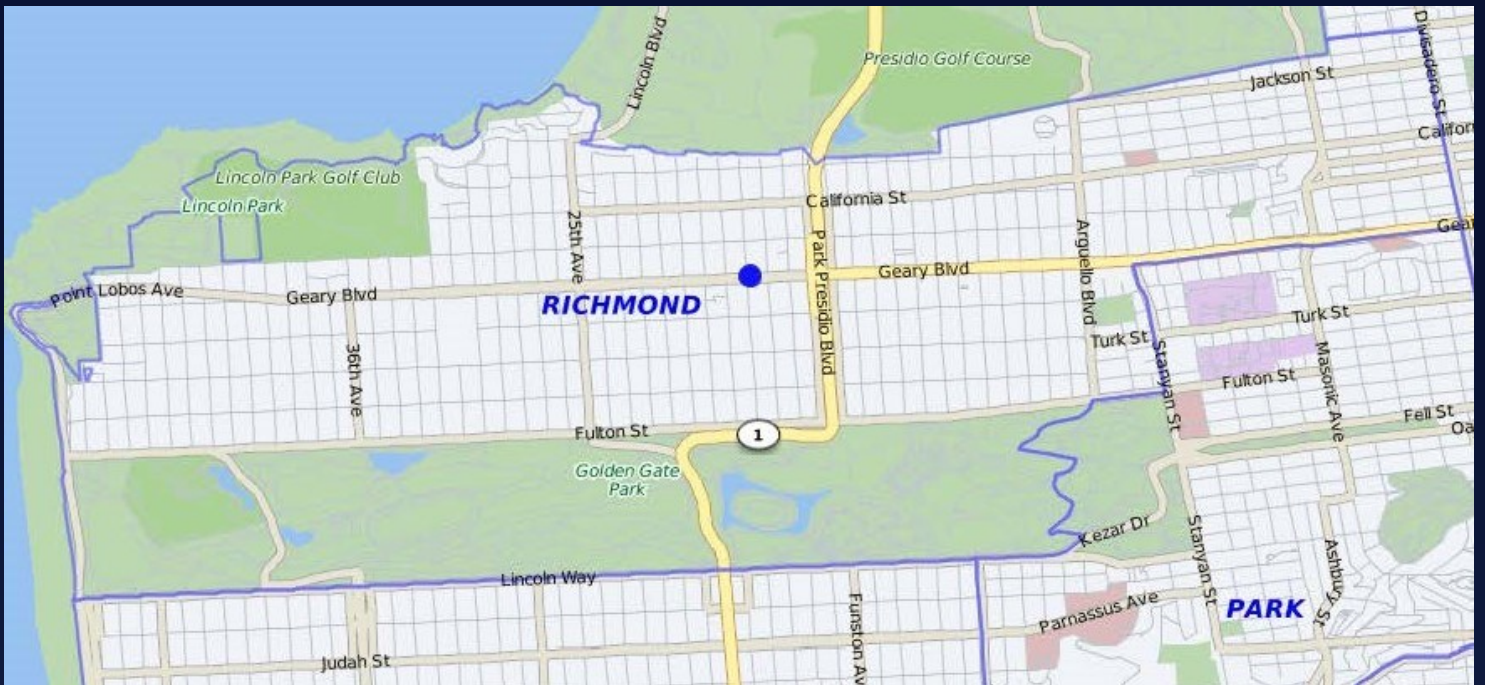 Lincoln Blvd
Presidio Golf Course
Divisadero St
Jackson St
Lincoln Park Golf Club
Lincoln Park
California St
25th Ave
Park Presidio Blvd
Arguello Blvd
Point Lobos Ave
Geary Blvd
Geary Blvd
RICHMOND
36th Ave
Turk St
Turk St
Stanyan St
Masonic Ave
Fulton St
Fulton St
1
Fell St
Golden Gate
Park
Kezar Dr
Stanyan St
Ashbury St
Lincoln Way
Funston Av
Parnassus Ave
PARK
Judah St